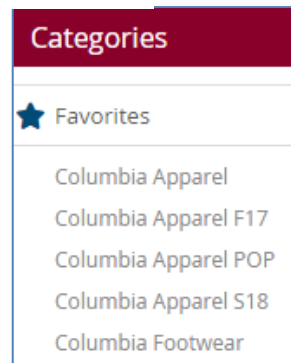 Categories
Favorites
Columbia Apparel
Columbia Apparel F17
Columbia Apparel POP
Columbia Apparel S18
Columbia Footwear